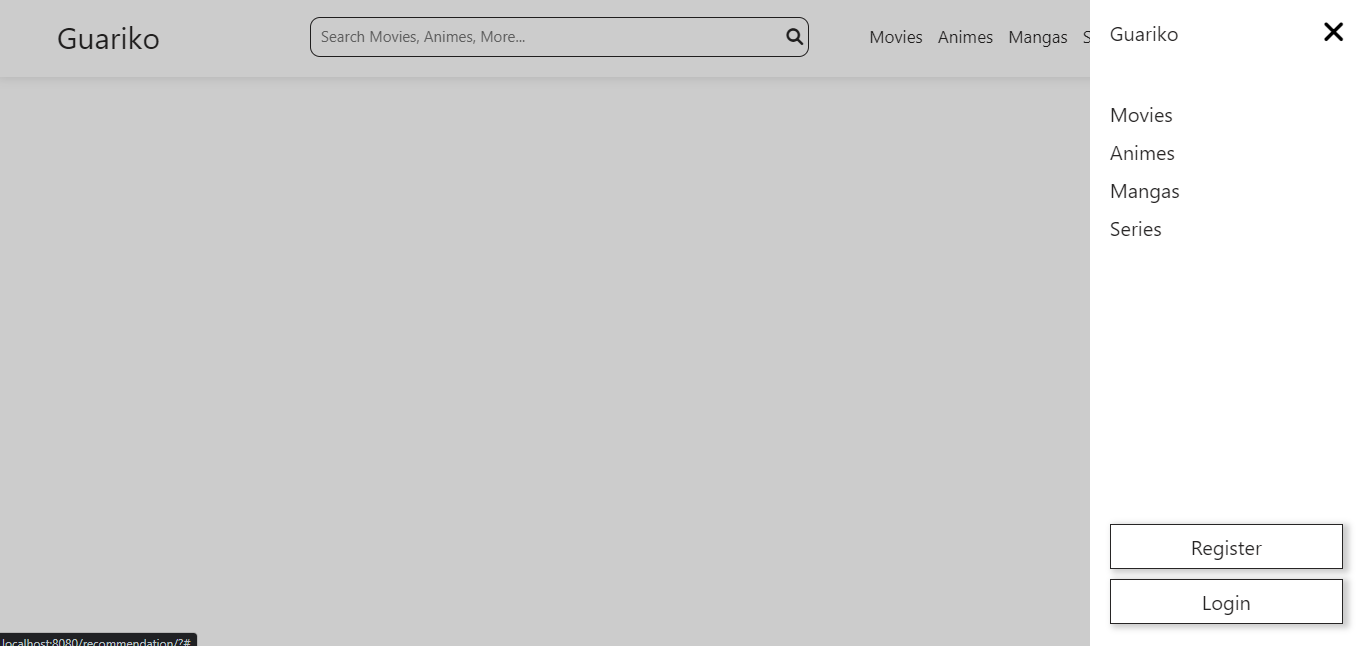 Guariko
Search Movies, Animes, More...
Movies Animes Mangas S
Guariko
Movies
Animes
Mangas
Series
Register
Login
localhost:8080/recommendation/?#